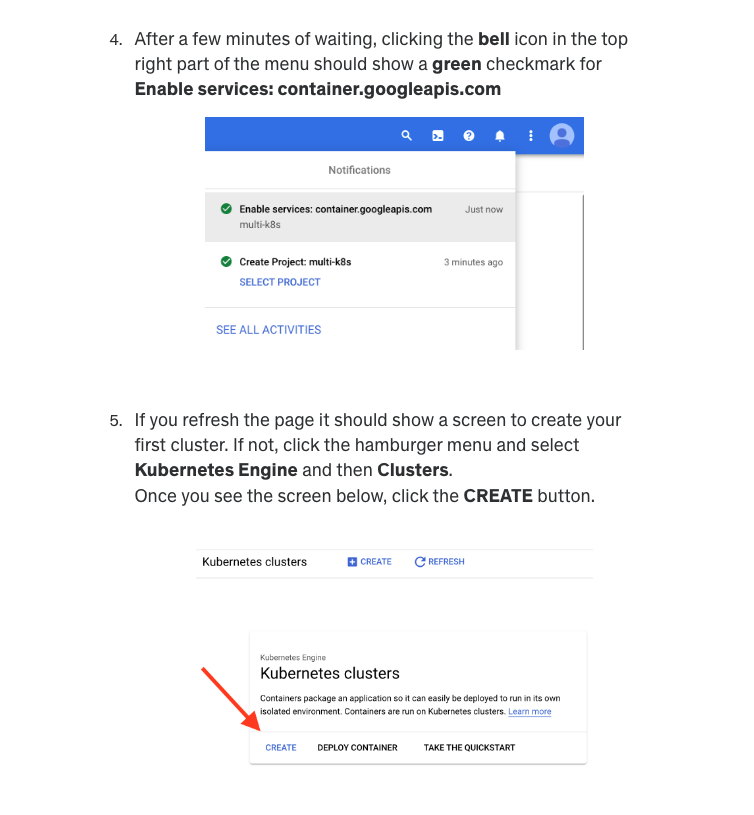 4. After a few minutes of waiting, clicking the bell icon in the top
right part of the menu should show a green checkmark for
Enable services: container.googleapis.com
Notifications
Enable services: container.googleapis.com Just now
multi-k8s
Create Project: multi-k8s 3 minutes ago
SELECT PROJECT
SEE ALL ACTIVITIES
5. If you refresh the page it should show a screen to create your
first cluster. If not, click the hamburger menu and select
Kubernetes Engine and then Clusters.
Once you see the screen below, click the CREATE button.
Kubernetes clusters CREATE REFRESH
Kubernetes Engine
Kubernetes clusters
Containers package an application so it can easily be deployed to run in its own
isolated environment. Containers are run on Kubernetes clusters. Learn more
CREATE DEPLOY CONTAINER TAKE THE QUICKSTART